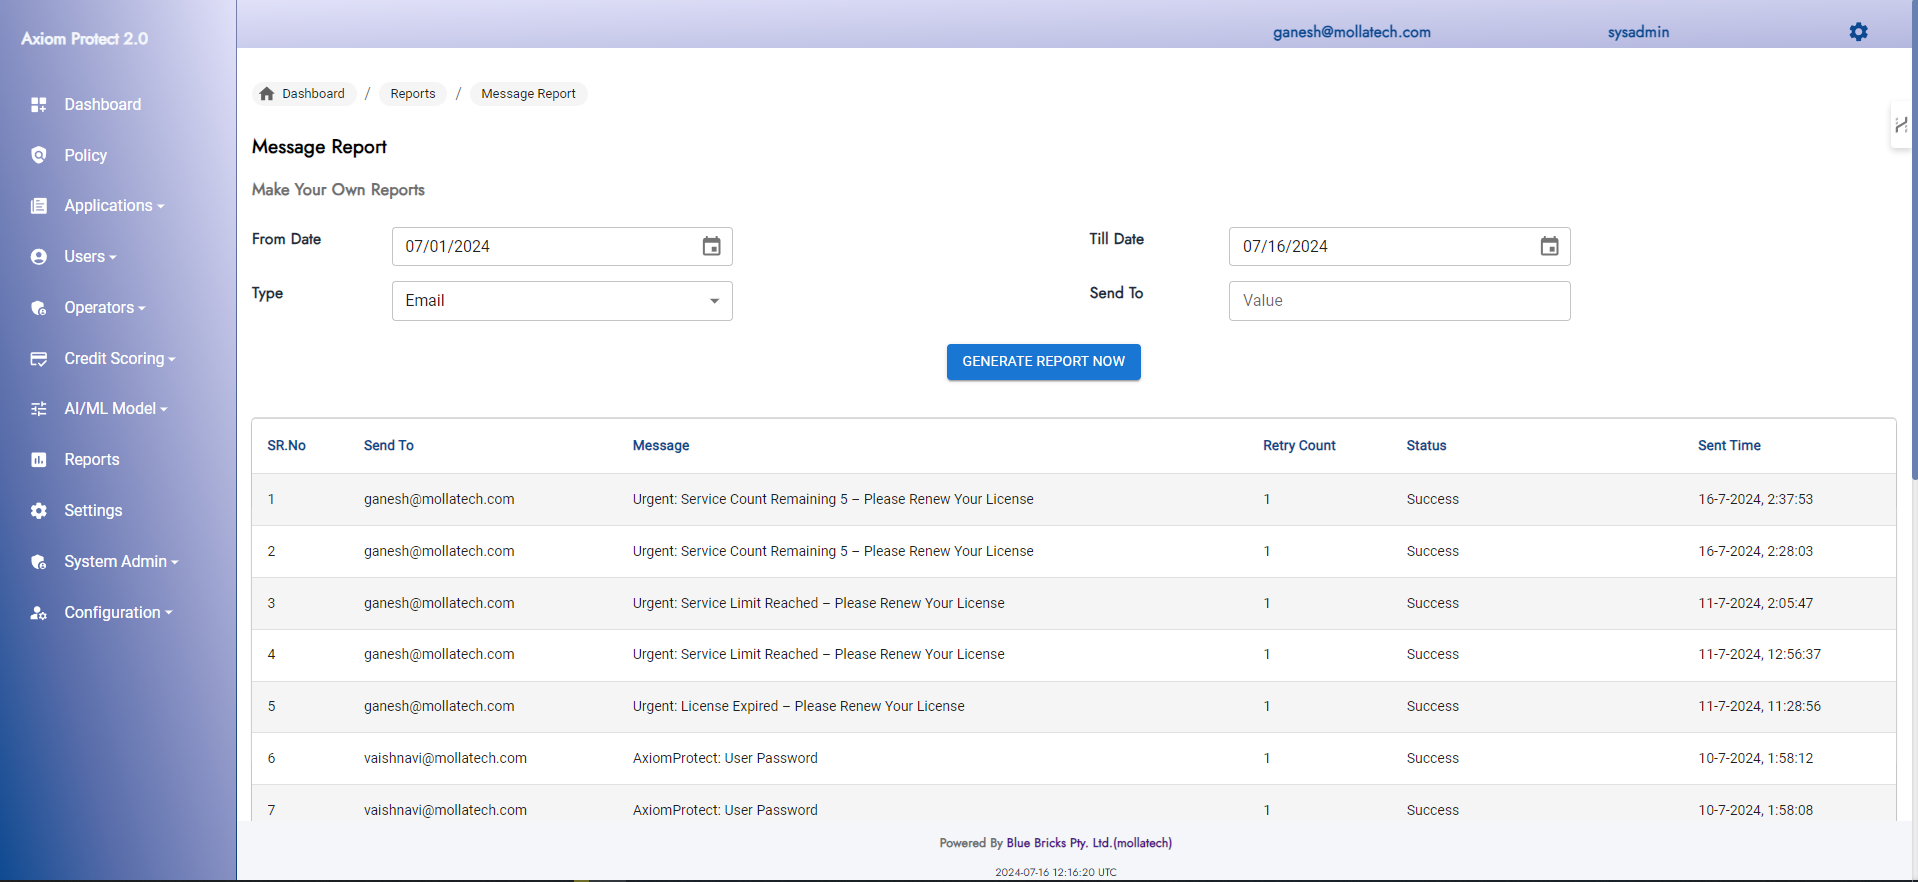 Axiom Protect 2.0
ganesh@mollatech.com sysadmin
Dashboard
Policy
Applications
Users
Operators
Credit Scoring
AI/ML Model
Reports
Settings
System Admin
Configuration
Dashboard / Reports / Message Report
Message Report
Make Your Own Reports
From Date 07/01/2024 Till Date 07/16/2024
Type Email Send To Value
GENERATE REPORT NOW
SR.No Send To Message Retry Count Status Sent Time
1 ganesh@mollatech.com Urgent: Service Count Remaining 5 – Please Renew Your License 1 Success 16-7-2024, 2:37:53
2 ganesh@mollatech.com Urgent: Service Count Remaining 5 – Please Renew Your License 1 Success 16-7-2024, 2:28:03
3 ganesh@mollatech.com Urgent: Service Limit Reached – Please Renew Your License 1 Success 11-7-2024, 2:05:47
4 ganesh@mollatech.com Urgent: Service Limit Reached – Please Renew Your License 1 Success 11-7-2024, 12:56:37
5 ganesh@mollatech.com Urgent: License Expired – Please Renew Your License 1 Success 11-7-2024, 11:28:56
6 vaishnavi@mollatech.com AxiomProtect: User Password 1 Success 10-7-2024, 1:58:12
7 vaishnavi@mollatech.com AxiomProtect: User Password 1 Success 10-7-2024, 1:58:08
Powered By Blue Bricks Pty. Ltd.(mollatech)
2024-07-16 12:16:20 UTC